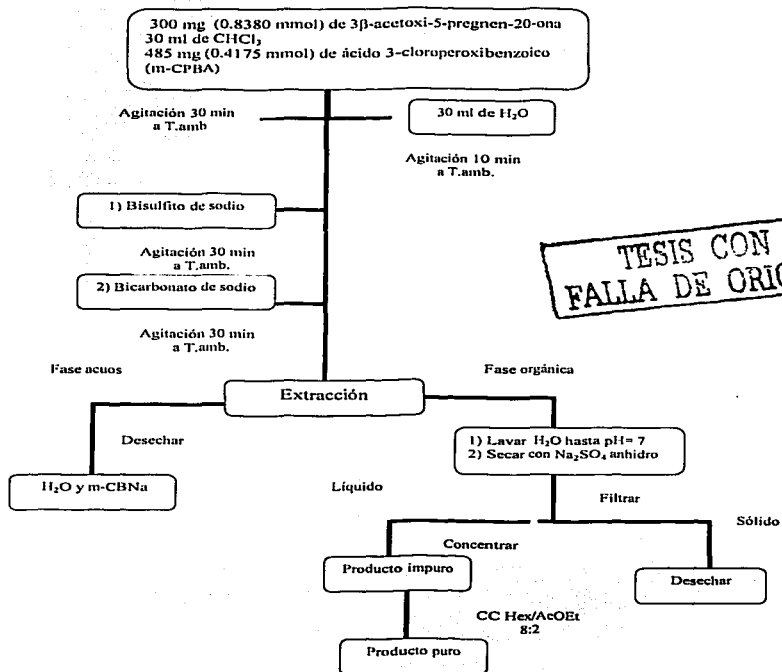 300 mg (0.8380 mmol) de 3β-acetoxi-5-pregnen-20-ona
30 ml de CHCl₃
485 mg (0.4175 mmol) de ácido 3-cloroperoxibenzoico
(m-CPBA)
Agitación 30 min
a T.amb
30 ml de H₂O
Agitación 10 min
a T.amb.
1) Bisulfito de sodio
Agitación 30 min
a T.amb.
2) Bicarbonato de sodio
Agitación 30 min
a T.amb.
TESIS CON
FALLA DE ORIG
Fase acuos
Extracción
Fase orgánica
Desechar
1) Lavar H₂O hasta pH= 7
2) Secar con Na₂SO₄ anhidro
H₂O y m-CBNa
Líquido
Filtrar
Sólido
Concentrar
Producto impuro
Desechar
CC Hex/AcOEt
8:2
Producto puro